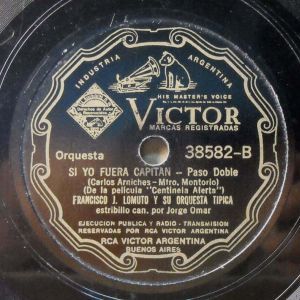 INDUSTRIA ARGENTINA
"HIS MASTER'S VOICE"
VICTOR
MARCAS REGISTRADAS
Orquesta 38582-B
SI YO FUERA CAPITAN - Paso Doble
(Carlos Arniches-Mtro. Montorio)
(De la película "Centinela Alerta")
FRANCISCO J. LOMUTO Y SU ORQUESTA TIPICA
estribillo can. por Jorge Omar
EJECUCION PUBLICA Y RADIO - TRANSMISION
RESERVADAS POR RCA VICTOR ARGENTINA
RCA VICTOR ARGENTINA
BUENOS AIRES